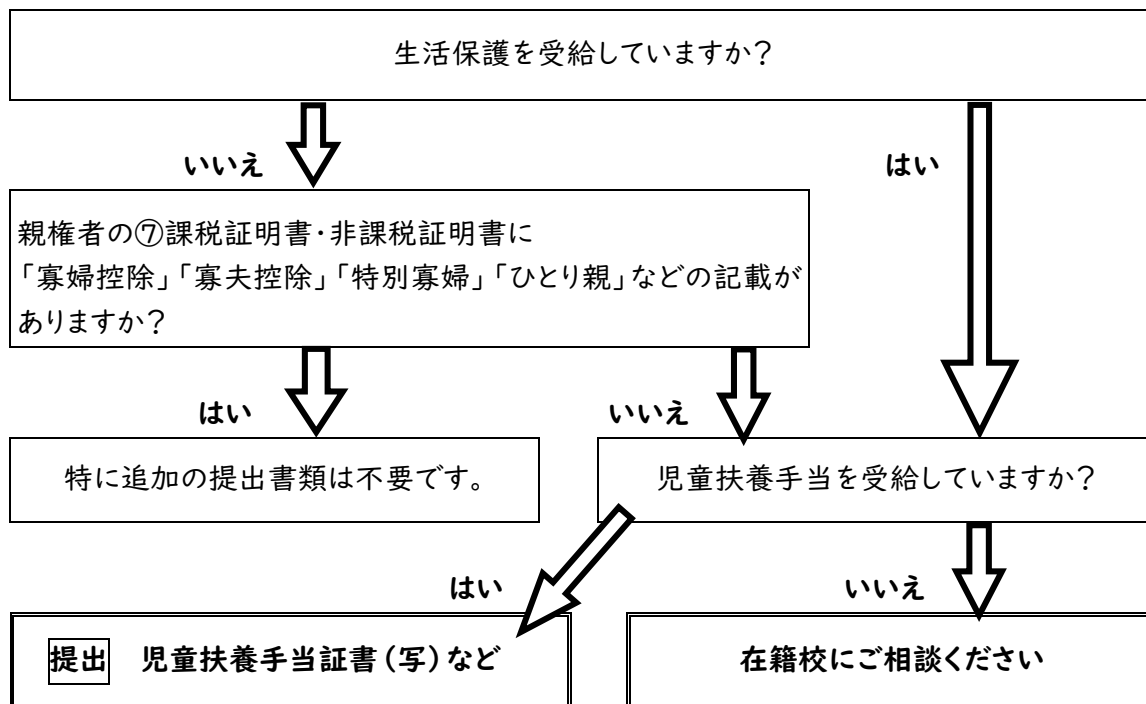 生活保護を受給していますか?
いいえ
はい
親権者の⑦課税証明書・非課税証明書に
「寡婦控除」「寡夫控除」「特別寡婦」「ひとり親」などの記載が
ありますか?
はい
いいえ
特に追加の提出書類は不要です。
児童扶養手当を受給していますか?
はい
いいえ
提出 児童扶養手当証書(写)など
在籍校にご相談ください